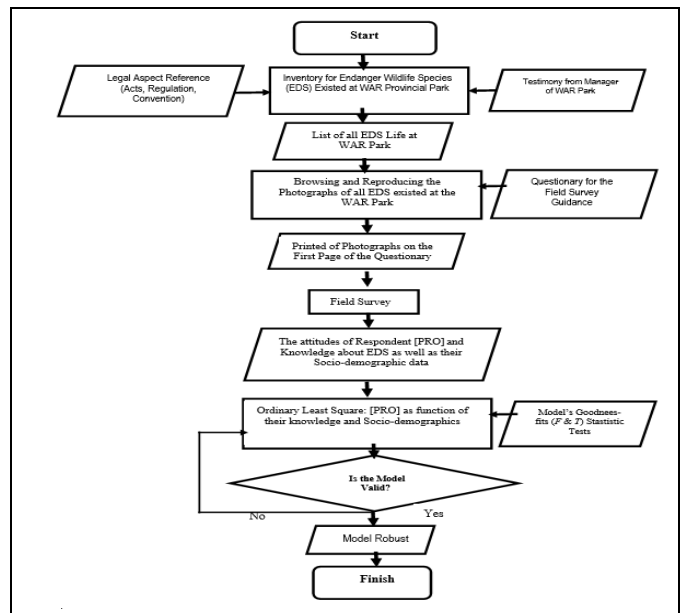 Start
Legal Aspect Reference
(Acts, Regulation,
Convention)
Inventory for Endanger Wildlife Species
(EDS) Existed at WAR Provincial Park
Testimony from Manager
of WAR Park
List of all EDS Life at
WAR Park
Browsing and Reproducing the
Photographs of all EDS existed at the
WAR Park
Questionary for the
Field Survey
Guidance
Printed of Photographs on the
First Page of the Questionary
Field Survey
The attitudes of Respondent [PRO] and
Knowledge about EDS as well as their
Socio-demographic data
Ordinary Least Square: [PRO] as function of
their knowledge and Socio-demographics
Model's Goodnees-
fits (F & T) Stastistic
Tests
Is the Model
Valid?
No
Yes
Model Robust
Finish